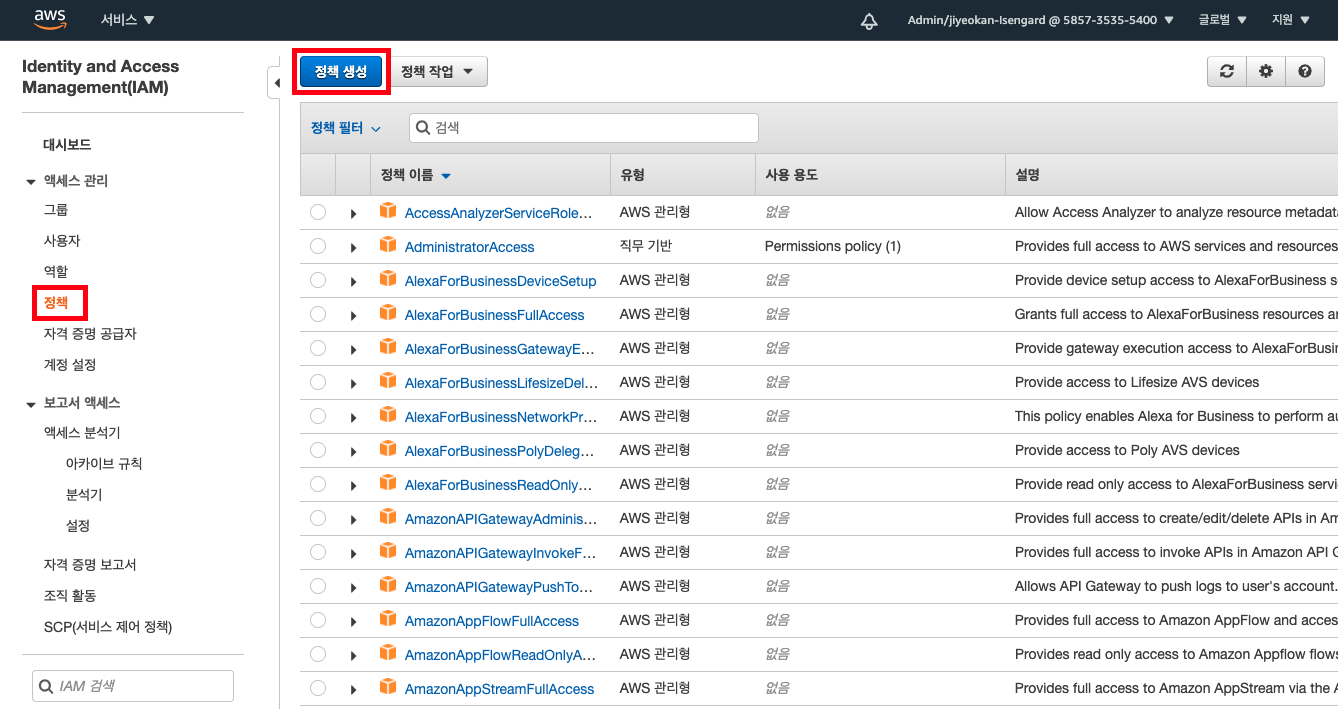 aws 서비스 Admin/jiyeokan-Isengard @ 5857-3535-5400 글로벌 지원
Identity and Access
Management(IAM)
대시보드
액세스 관리
그룹
사용자
역할
정책
자격 증명 공급자
계정 설정
보고서 액세스
액세스 분석기
아카이브 규칙
분석기
설정
자격 증명 보고서
조직 활동
SCP(서비스 제어 정책)
IAM 검색
정책 생성 정책 작업
정책 필터 검색
정책 이름 유형 사용 용도 설명
AccessAnalyzerServiceRole... AWS 관리형 없음 Allow Access Analyzer to analyze resource metada
AdministratorAccess 직무 기반 Permissions policy (1) Provides full access to AWS services and resources
AlexaForBusinessDeviceSetup AWS 관리형 없음 Provide device setup access to AlexaForBusiness s
AlexaForBusinessFullAccess AWS 관리형 없음 Grants full access to AlexaForBusiness resources a
AlexaForBusinessGatewayE... AWS 관리형 없음 Provide gateway execution access to AlexaForBusin
AlexaForBusinessLifesizeDel... AWS 관리형 없음 Provide access to Lifesize AVS devices
AlexaForBusinessNetworkPr... AWS 관리형 없음 This policy enables Alexa for Business to perform au
AlexaForBusinessPolyDeleg... AWS 관리형 없음 Provide access to Poly AVS devices
AlexaForBusinessReadOnly... AWS 관리형 없음 Provide read only access to AlexaForBusiness servi
AmazonAPIGatewayAdminis... AWS 관리형 없음 Provides full access to create/edit/delete APIs in Am
AmazonAPIGatewayInvokeF... AWS 관리형 없음 Provides full access to invoke APIs in Amazon API G
AmazonAPIGatewayPushTo... AWS 관리형 없음 Allows API Gateway to push logs to user's account.
AmazonAppFlowFullAccess AWS 관리형 없음 Provides full access to Amazon AppFlow and acces
AmazonAppFlowReadOnlyA... AWS 관리형 없음 Provides read only access to Amazon Appflow flows
AmazonAppStreamFullAccess AWS 관리형 없음 Provides full access to Amazon AppStream via the A